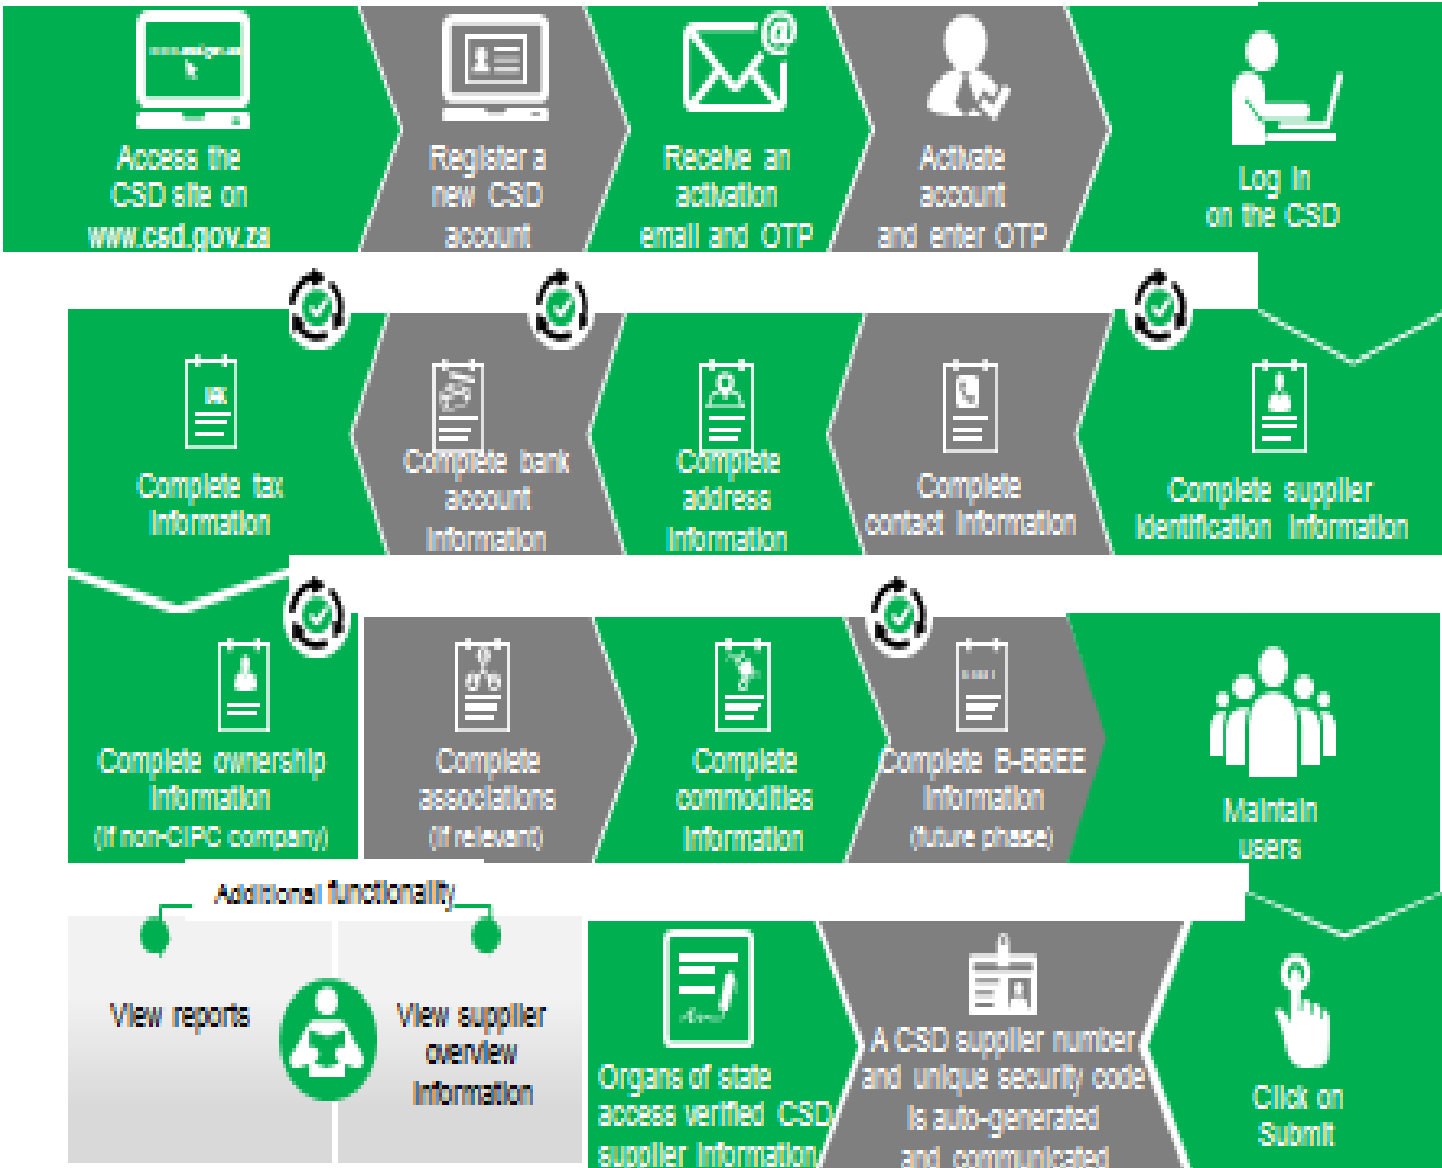 Access the
CSD site on
www.csd.gov.za
Register a
new CSD
account
Receive an
activation
email and OTP
Activate
account
and enter OTP
Log in
on the CSD
Complete supplier
identification information
Complete
contact information
Complete
address
information
Complete bank
account
information
Complete tax
information
Complete ownership
information
(if non-CIPC company)
Complete
associations
(if relevant)
Complete
commodities
information
Complete B-BBEE
information
(future phase)
Maintain
users
Click on
Submit
A CSD supplier number
and unique security code
is auto-generated
and communicated
Organs of state
access verified CSD
supplier information
Additional functionality
View reports
View supplier
overview
information